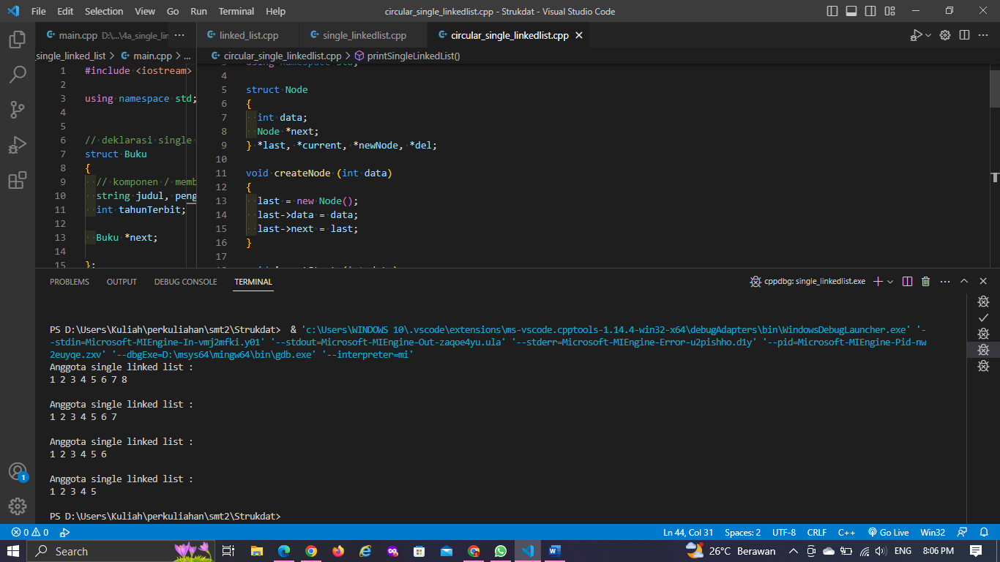 File Edit Selection View Go Run Terminal Help
circular_single_linkedlist.cpp - Strukdat - Visual Studio Code
main.cpp D:\...\4a_single_lin
linked_list.cpp
single_linkedlist.cpp
circular_single_linkedlist.cpp
_single_linked_list > main.cpp > ...
1 #include <iostream>
2
3 using namespace std;
4
5
6 // deklarasi single
7 struct Buku
8 {
9 // komponen / memb
10 string judul, peng
11 int tahunTerbit;
12
13 Buku *next;
14
15 };
circular_single_linkedlist.cpp > printSingleLinkedList()
3 using namespace std;
4
5 struct Node
6 {
7 int data;
8 Node *next;
9 } *last, *current, *newNode, *del;
10
11 void createNode (int data)
12 {
13 last = new Node();
14 last->data = data;
15 last->next = last;
16 }
17
PROBLEMS OUTPUT DEBUG CONSOLE TERMINAL
cppdbg: single_linkedlist.exe
PS D:\Users\Kuliah\perkuliahan\smt2\Strukdat>  & 'c:\Users\WINDOWS 10\.vscode\extensions\ms-vscode.cpptools-1.14.4-win32-x64\debugAdapters\bin\WindowsDebugLauncher.exe' '-
-stdin=Microsoft-MIEngine-In-vmj2mfki.y01' '--stdout=Microsoft-MIEngine-Out-zaqoe4yu.ula' '--stderr=Microsoft-MIEngine-Error-u2pishho.d1y' '--pid=Microsoft-MIEngine-Pid-nw
2euyqe.zxv' '--dbgExe=D:\msys64\mingw64\bin\gdb.exe' '--interpreter=mi'
Anggota single linked list :
1 2 3 4 5 6 7 8
Anggota single linked list :
1 2 3 4 5 6 7
Anggota single linked list :
1 2 3 4 5 6
Anggota single linked list :
1 2 3 4 5
PS D:\Users\Kuliah\perkuliahan\smt2\Strukdat>
1
0 0
Ln 44, Col 31 Spaces: 2 UTF-8 CRLF C++ Go Live Win32
Search
26°C Berawan
ENG
8:06 PM